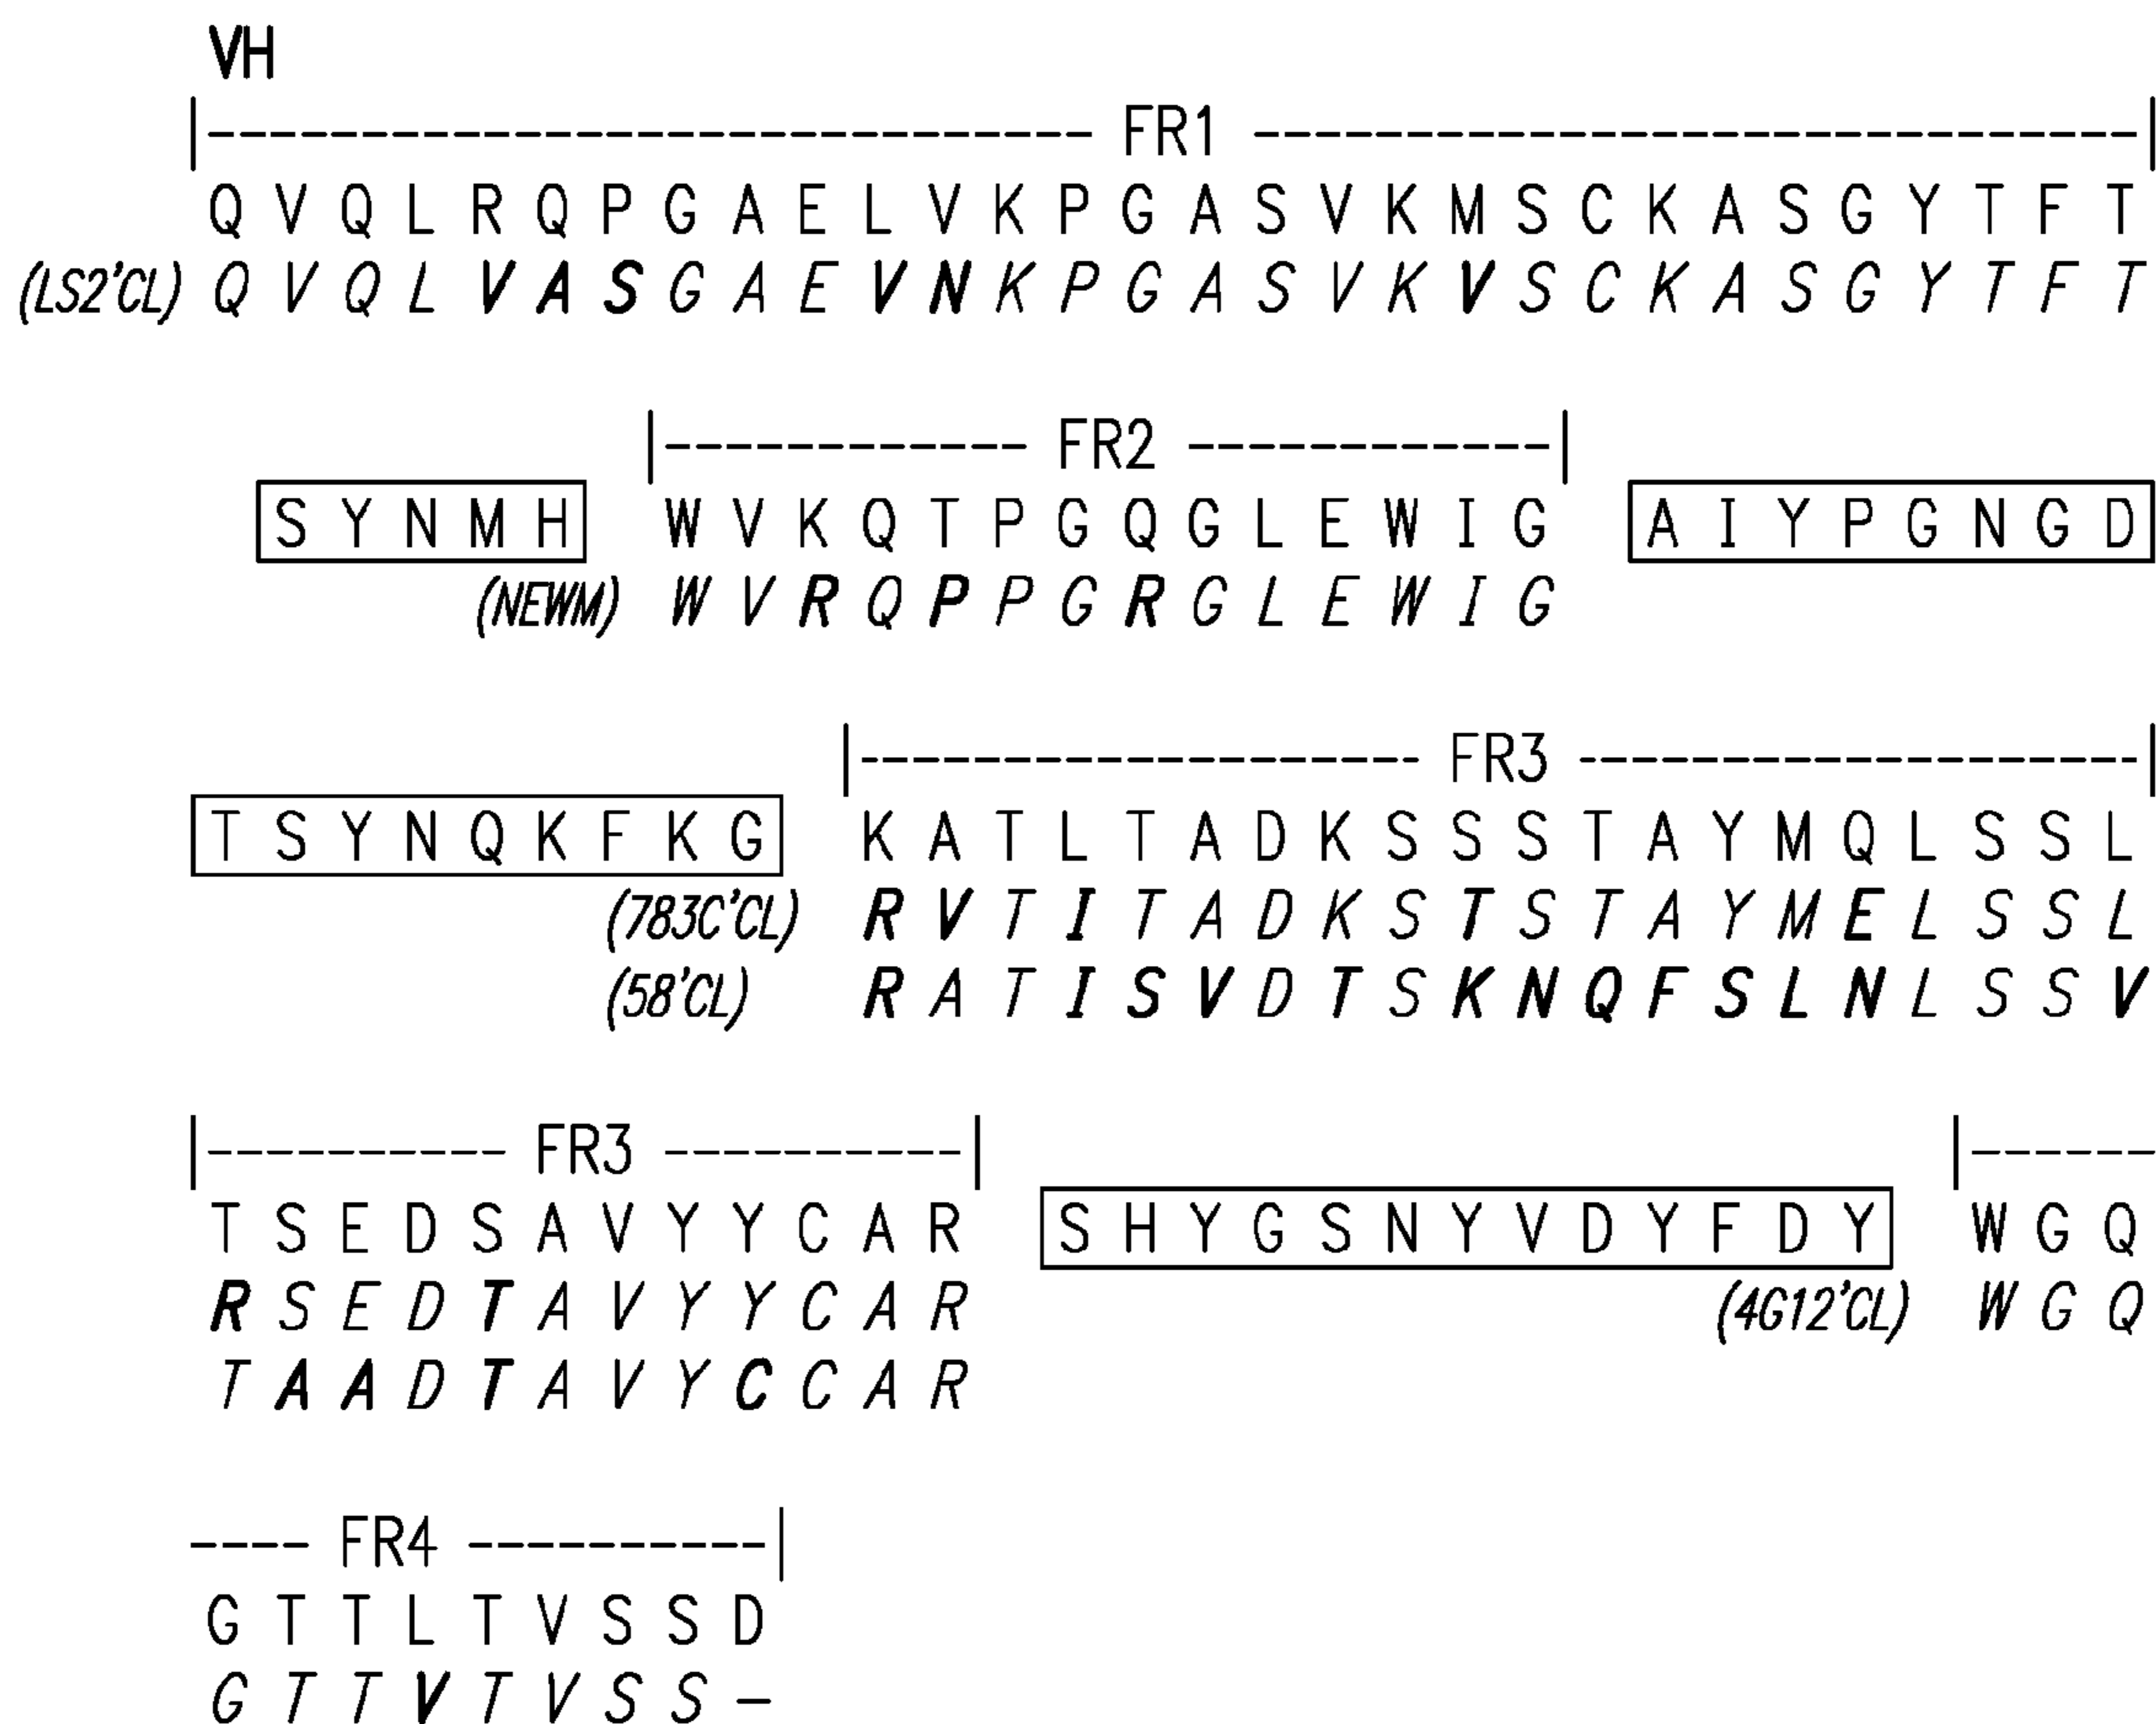 VH
|------------------------------ FR1 ------------------------------|
Q V Q L R Q P G A E L V K P G A S V K M S C K A S G Y T F T
(LS2'CL) Q V Q L V A S G A E V N K P G A S V K V S C K A S G Y T F T
|------------- FR2 -------------|
S Y N M H W V K Q T P G Q G L E W I G A I Y P G N G D
(NEWM) W V R Q P P G R G L E W I G
|------------------- FR3 -------------------|
T S Y N Q K F K G K A T L T A D K S S S T A Y M Q L S S L
(783C'CL) R V T I T A D K S T S T A Y M E L S S L
(58'CL) R A T I S V D T S K N Q F S L N L S S V
|---------- FR3 ----------| |------
T S E D S A V Y Y C A R S H Y G S N Y V D Y F D Y W G Q
R S E D T A V Y Y C A R (4G12'CL) W G Q
T A A D T A V Y C C A R
---- FR4 ----------|
G T T L T V S S D
G T T V T V S S –